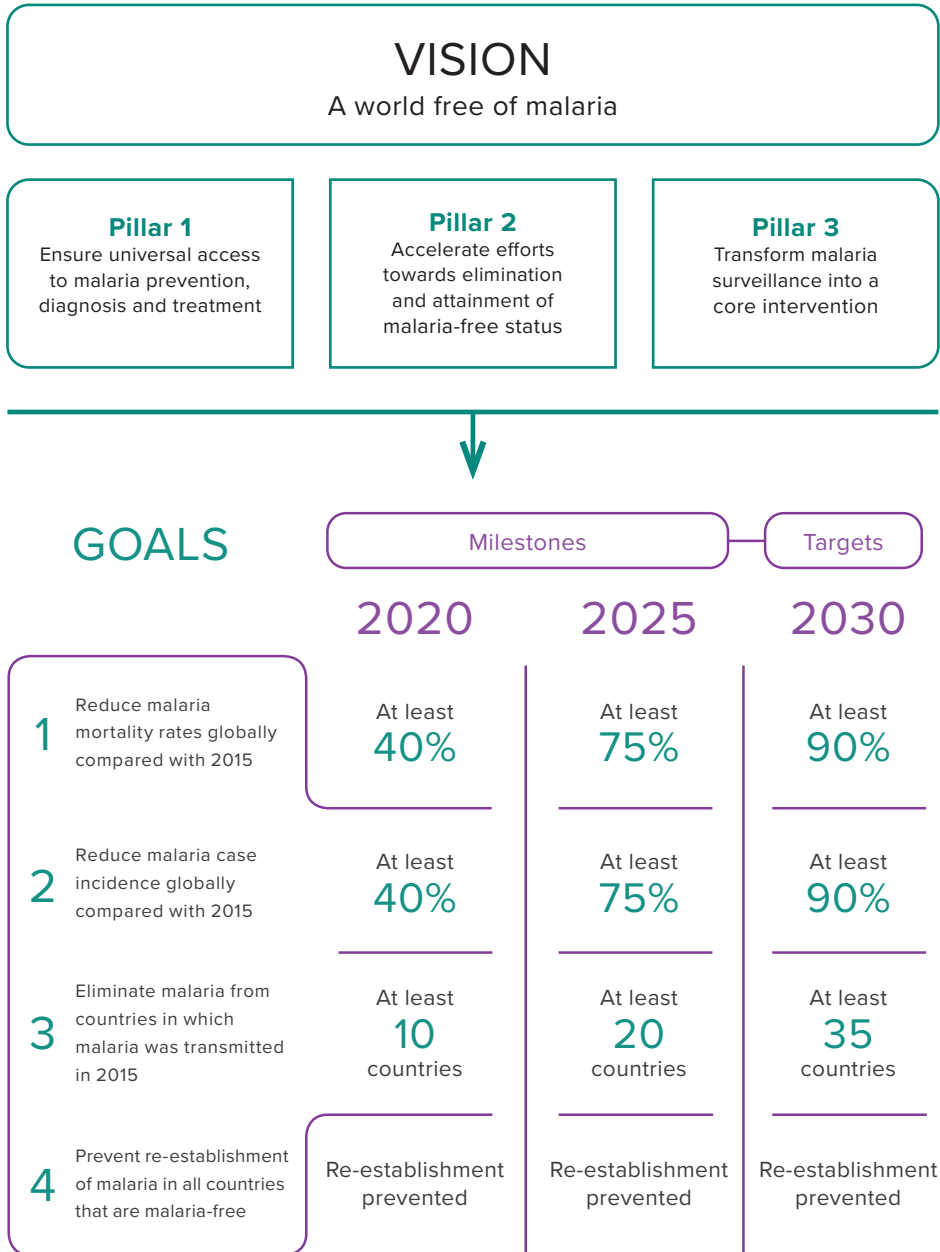 VISION
A world free of malaria
Pillar 1
Ensure universal access
to malaria prevention,
diagnosis and treatment
Pillar 2
Accelerate efforts
towards elimination
and attainment of
malaria-free status
Pillar 3
Transform malaria
surveillance into a
core intervention
GOALS
Milestones
Targets
2020
2025
2030
1
Reduce malaria
mortality rates globally
compared with 2015
At least
40%
At least
75%
At least
90%
2
Reduce malaria case
incidence globally
compared with 2015
At least
40%
At least
75%
At least
90%
3
Eliminate malaria from
countries in which
malaria was transmitted
in 2015
At least
10
countries
At least
20
countries
At least
35
countries
4
Prevent re-establishment
of malaria in all countries
that are malaria-free
Re-establishment
prevented
Re-establishment
prevented
Re-establishment
prevented